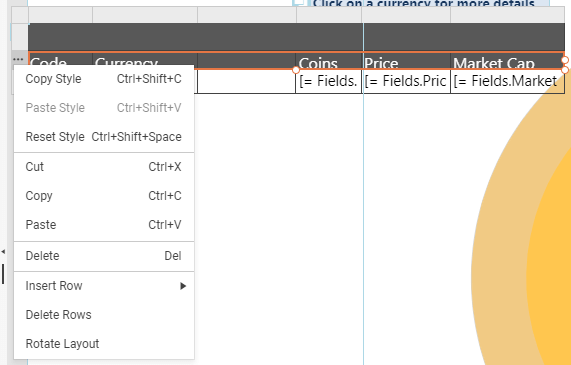 Click on a currency for more details
Code Currency Coins Price Market Cap
[= Fields. [= Fields.Pric [= Fields.Market
Copy Style Ctrl+Shift+C
Paste Style Ctrl+Shift+V
Reset Style Ctrl+Shift+Space
Cut Ctrl+X
Copy Ctrl+C
Paste Ctrl+V
Delete Del
Insert Row
Delete Rows
Rotate Layout